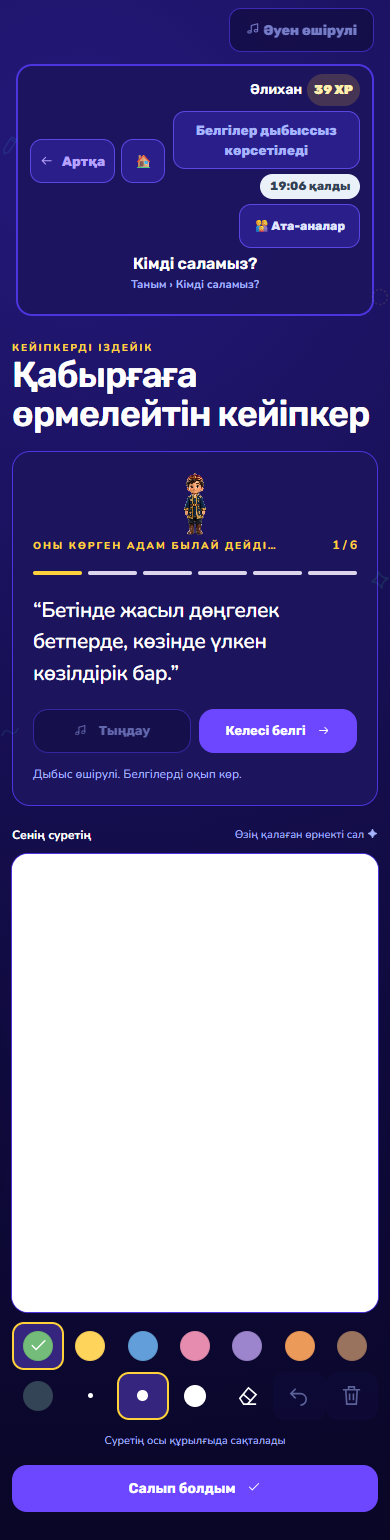 Әуен өшірулі
Әлихан 39 XP
Белгілер дыбыссыз
көрсетіледі
← Артқа
19:06 қалды
Ата-аналар
Кімді саламыз?
Таным › Кімді саламыз?
КЕЙІПКЕРДІ ІЗДЕЙІК
Қабырғаға
өрмелейтін кейіпкер
ОНЫ КӨРГЕН АДАМ БЫЛАЙ ДЕЙДІ… 1 / 6
“Бетінде жасыл дөңгелек
бетперде, көзінде үлкен
көзілдірік бар.”
Тыңдау
Келесі белгі →
Дыбыс өшірулі. Белгілерді оқып көр.
Сенің суретің
Өзің қалаған өрнекті сал ✦
Суретің осы құрылғыда сақталады
Салып болдым ✓